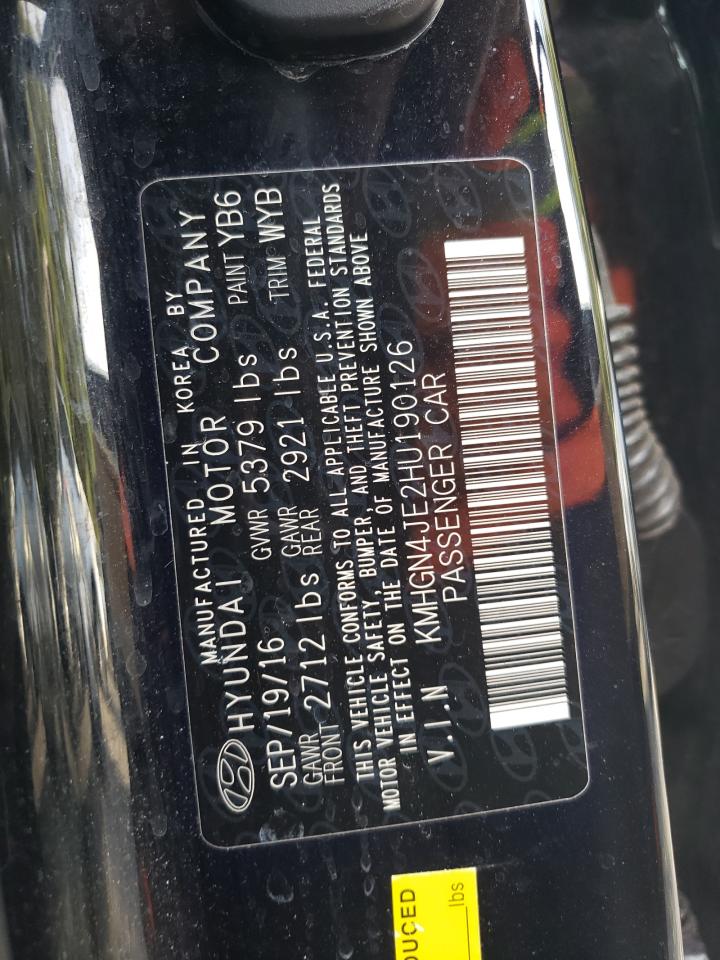 MANUFACTURED IN KOREA BY
HYUNDAI MOTOR COMPANY
SEP/19/16 GVWR 5379 lbs PAINT YB6
GAWR FRONT 2712 lbs GAWR REAR 2921 lbs TRIM WYB
THIS VEHICLE CONFORMS TO ALL APPLICABLE U.S.A. FEDERAL
MOTOR VEHICLE SAFETY, BUMPER, AND THEFT PREVENTION STANDARDS
IN EFFECT ON THE DATE OF MANUFACTURE SHOWN ABOVE
V.I.N KMHGN4JE2HU190126
PASSENGER CAR
DUCED
lbs